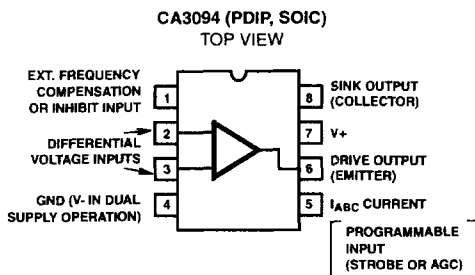 CA3094 (PDIP, SOIC)
TOP VIEW
EXT. FREQUENCY
COMPENSATION
OR INHIBIT INPUT
1
DIFFERENTIAL
VOLTAGE INPUTS
2
3
GND (V- IN DUAL
SUPPLY OPERATION)
4
8
SINK OUTPUT
(COLLECTOR)
7
V+
6
DRIVE OUTPUT
(EMITTER)
5
IABC CURRENT
PROGRAMMABLE
INPUT
(STROBE OR AGC)